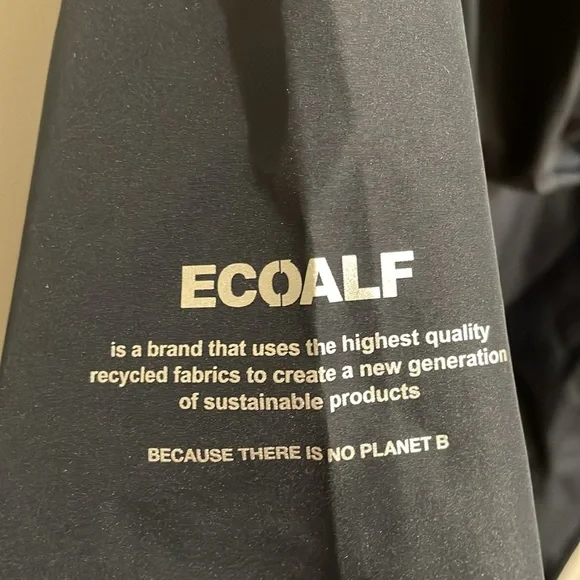 ECOALF
is a brand that uses the highest quality
recycled fabrics to create a new generation
of sustainable products
BECAUSE THERE IS NO PLANET B